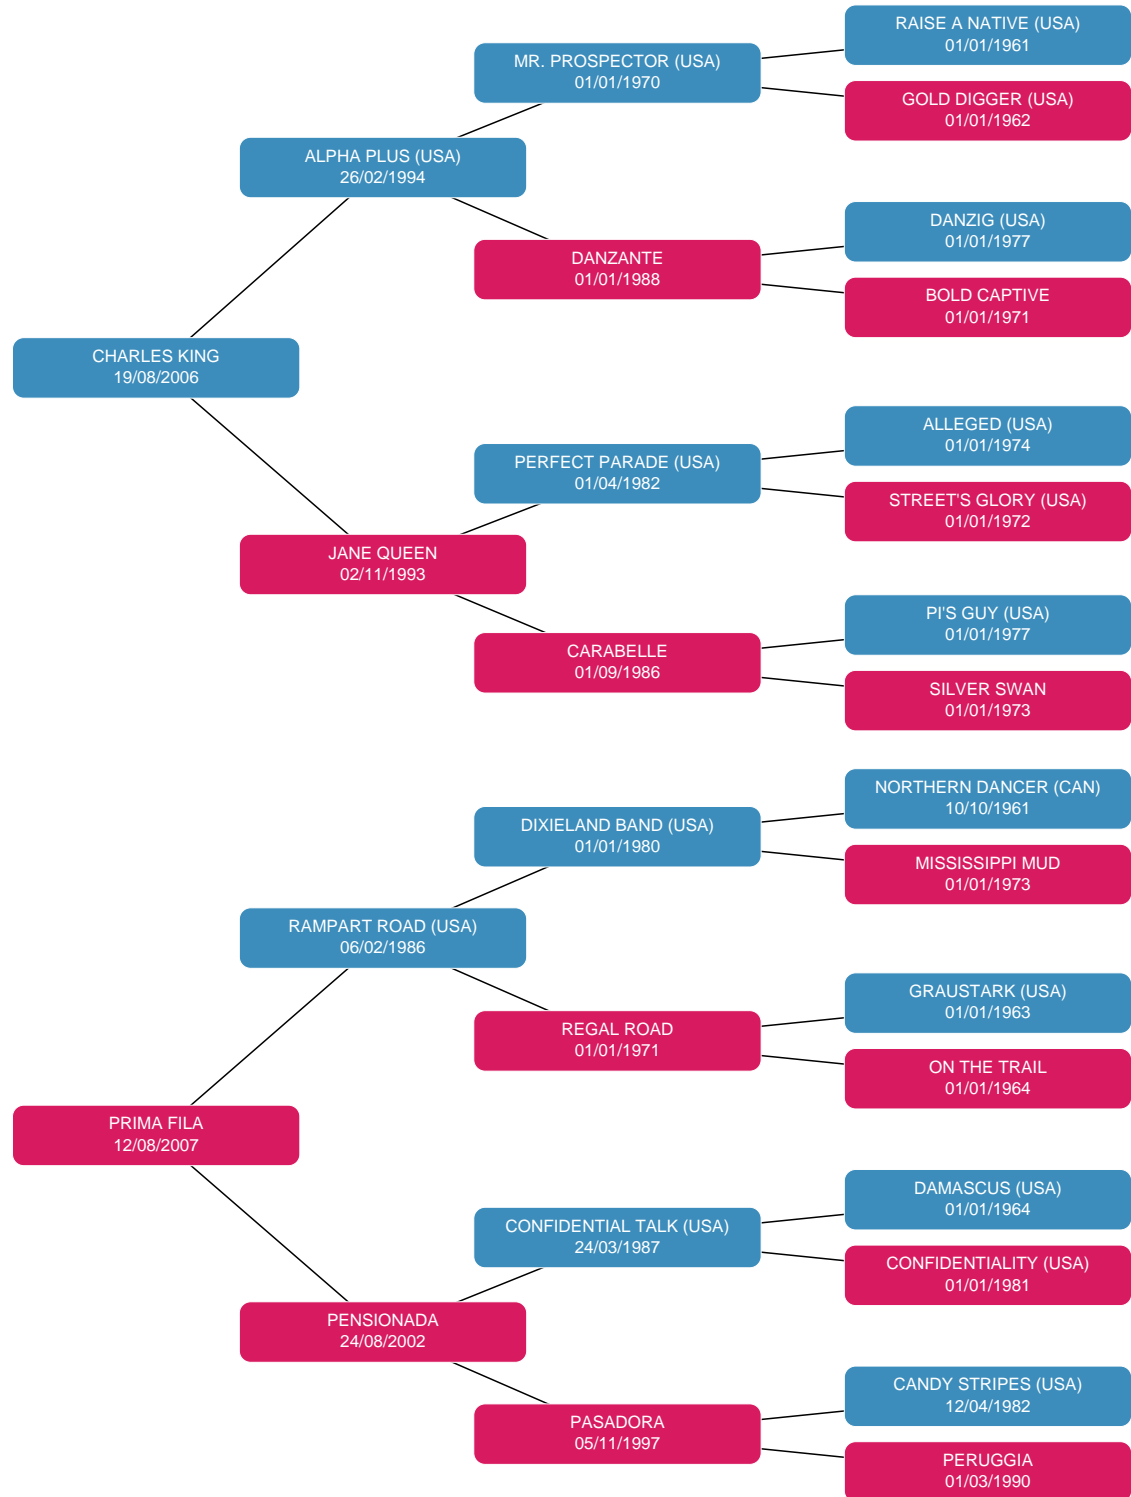 RAISE A NATIVE (USA)
01/01/1961
MR. PROSPECTOR (USA)
01/01/1970
GOLD DIGGER (USA)
01/01/1962
ALPHA PLUS (USA)
26/02/1994
DANZIG (USA)
01/01/1977
DANZANTE
01/01/1988
BOLD CAPTIVE
01/01/1971
CHARLES KING
19/08/2006
ALLEGED (USA)
01/01/1974
PERFECT PARADE (USA)
01/04/1982
STREET'S GLORY (USA)
01/01/1972
JANE QUEEN
02/11/1993
PI'S GUY (USA)
01/01/1977
CARABELLE
01/09/1986
SILVER SWAN
01/01/1973
NORTHERN DANCER (CAN)
10/10/1961
DIXIELAND BAND (USA)
01/01/1980
MISSISSIPPI MUD
01/01/1973
RAMPART ROAD (USA)
06/02/1986
GRAUSTARK (USA)
01/01/1963
REGAL ROAD
01/01/1971
ON THE TRAIL
01/01/1964
PRIMA FILA
12/08/2007
DAMASCUS (USA)
01/01/1964
CONFIDENTIAL TALK (USA)
24/03/1987
CONFIDENTIALITY (USA)
01/01/1981
PENSIONADA
24/08/2002
CANDY STRIPES (USA)
12/04/1982
PASADORA
05/11/1997
PERUGGIA
01/03/1990